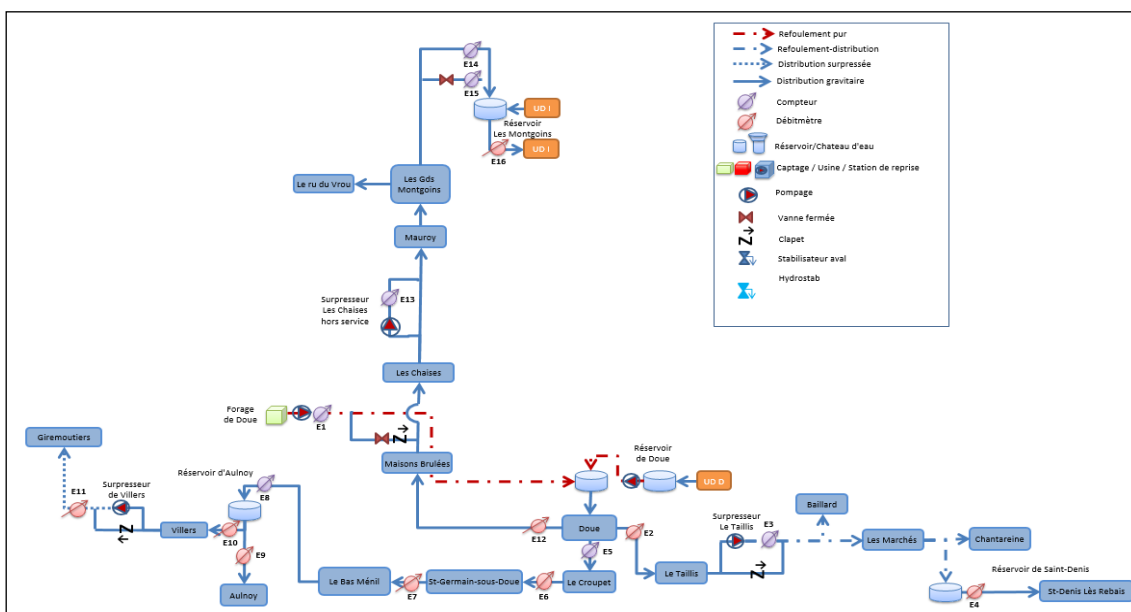 Refoulement pur
Refoulement-distribution
Distribution surpressée
Distribution gravitaire
Compteur
Débitmètre
Réservoir/Chateau d'eau
Captage / Usine / Station de reprise
Pompage
Vanne fermée
Clapet
Stabilisateur aval
Hydrostab
E14
E15
UD I
Réservoir
Les Montgoins
E16
UD I
Le ru du Vrou
Les Gds
Montgoins
Mauroy
Surpresseur
Les Chaises
hors service
E13
Les Chaises
Forage
de Doue
E1
Z
Maisons Brulées
Giremoutiers
Réservoir d'Aulnoy
E8
Surpresseur
de Villers
E11
Z
Villers
E10
E9
Aulnoy
Réservoir
de Doue
UD D
Doue
E12
E2
E5
Le Bas Ménil
E7
St-Germain-sous-Doue
E6
Le Croupet
Le Taillis
Surpresseur
Le Taillis
E3
Z
Baillard
Les Marchés
Chantareine
Réservoir de Saint-Denis
E4
St-Denis Lès Rebais